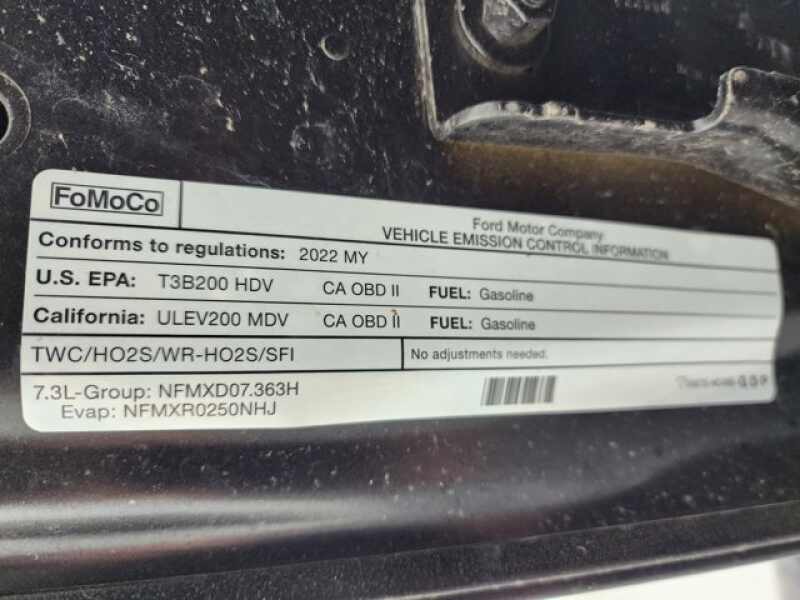 FoMoCo
Ford Motor Company
VEHICLE EMISSION CONTROL INFORMATION
Conforms to regulations: 2022 MY
U.S. EPA: T3B200 HDV CA OBD II FUEL: Gasoline
California: ULEV200 MDV CA OBD II FUEL: Gasoline
TWC/HO2S/WR-HO2S/SFI No adjustments needed.
7.3L-Group: NFMXD07.363H
Evap: NFMXR0250NHJ